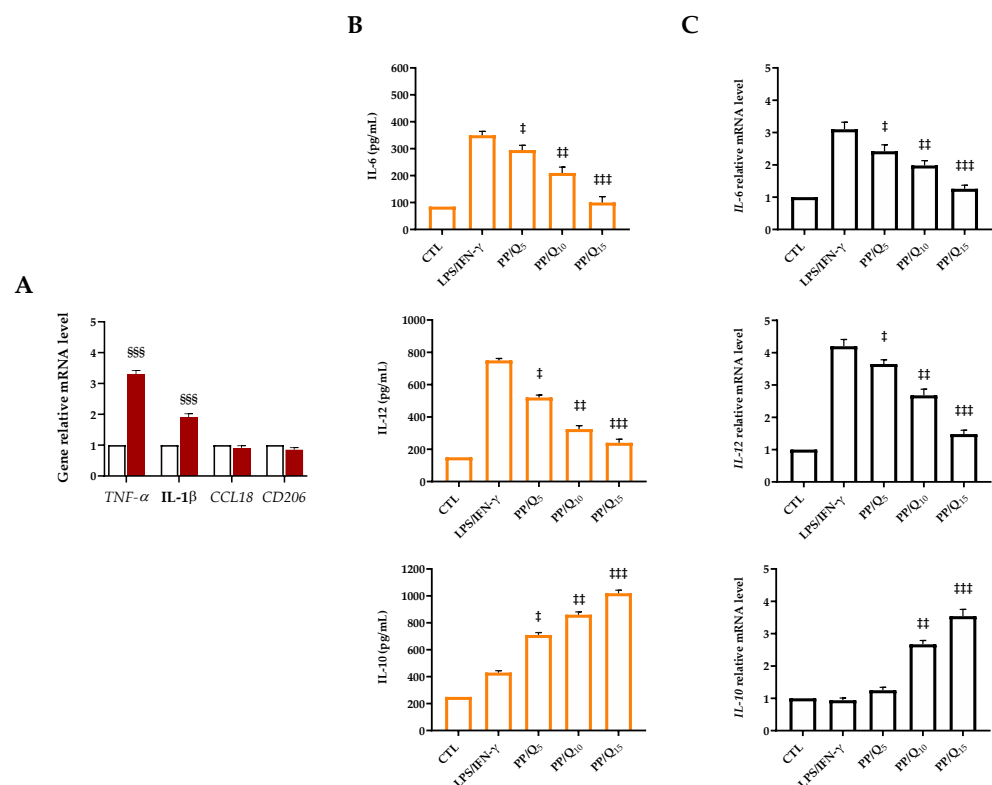 B
C
600
500
400
300
200
100
0
IL-6 (pg/mL)
‡
‡‡
‡‡‡
CTL
LPS/IFN-γ
PP/Q5
PP/Q10
PP/Q15
5
4
3
2
1
0
IL-6 relative mRNA level
‡
‡‡
‡‡‡
CTL
LPS/IFN-γ
PP/Q5
PP/Q10
PP/Q15
A
5
4
3
2
1
0
Gene relative mRNA level
§§§
§§§
TNF-α
IL-1β
CCL18
CD206
1000
800
600
400
200
0
IL-12 (pg/mL)
‡
‡‡
‡‡‡
CTL
LPS/IFN-γ
PP/Q5
PP/Q10
PP/Q15
5
4
3
2
1
0
IL-12 relative mRNA level
‡
‡‡
‡‡‡
CTL
LPS/IFN-γ
PP/Q5
PP/Q10
PP/Q15
1200
1000
800
600
400
200
0
IL-10 (pg/mL)
‡
‡‡
‡‡‡
CTL
LPS/IFN-γ
PP/Q5
PP/Q10
PP/Q15
5
4
3
2
1
0
IL-10 relative mRNA level
‡‡
‡‡‡
CTL
LPS/IFN-γ
PP/Q5
PP/Q10
PP/Q15